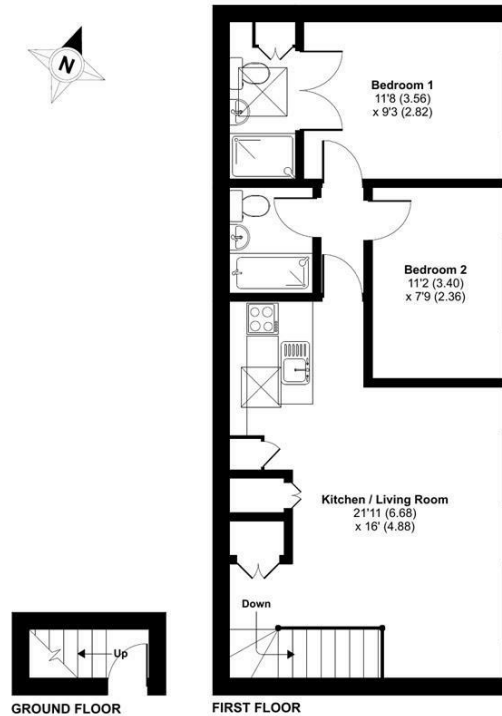 N
Bedroom 1
11'8 (3.56)
x 9'3 (2.82)
Bedroom 2
11'2 (3.40)
x 7'9 (2.36)
Kitchen / Living Room
21'11 (6.68)
x 16' (4.88)
Down
Up
GROUND FLOOR
FIRST FLOOR